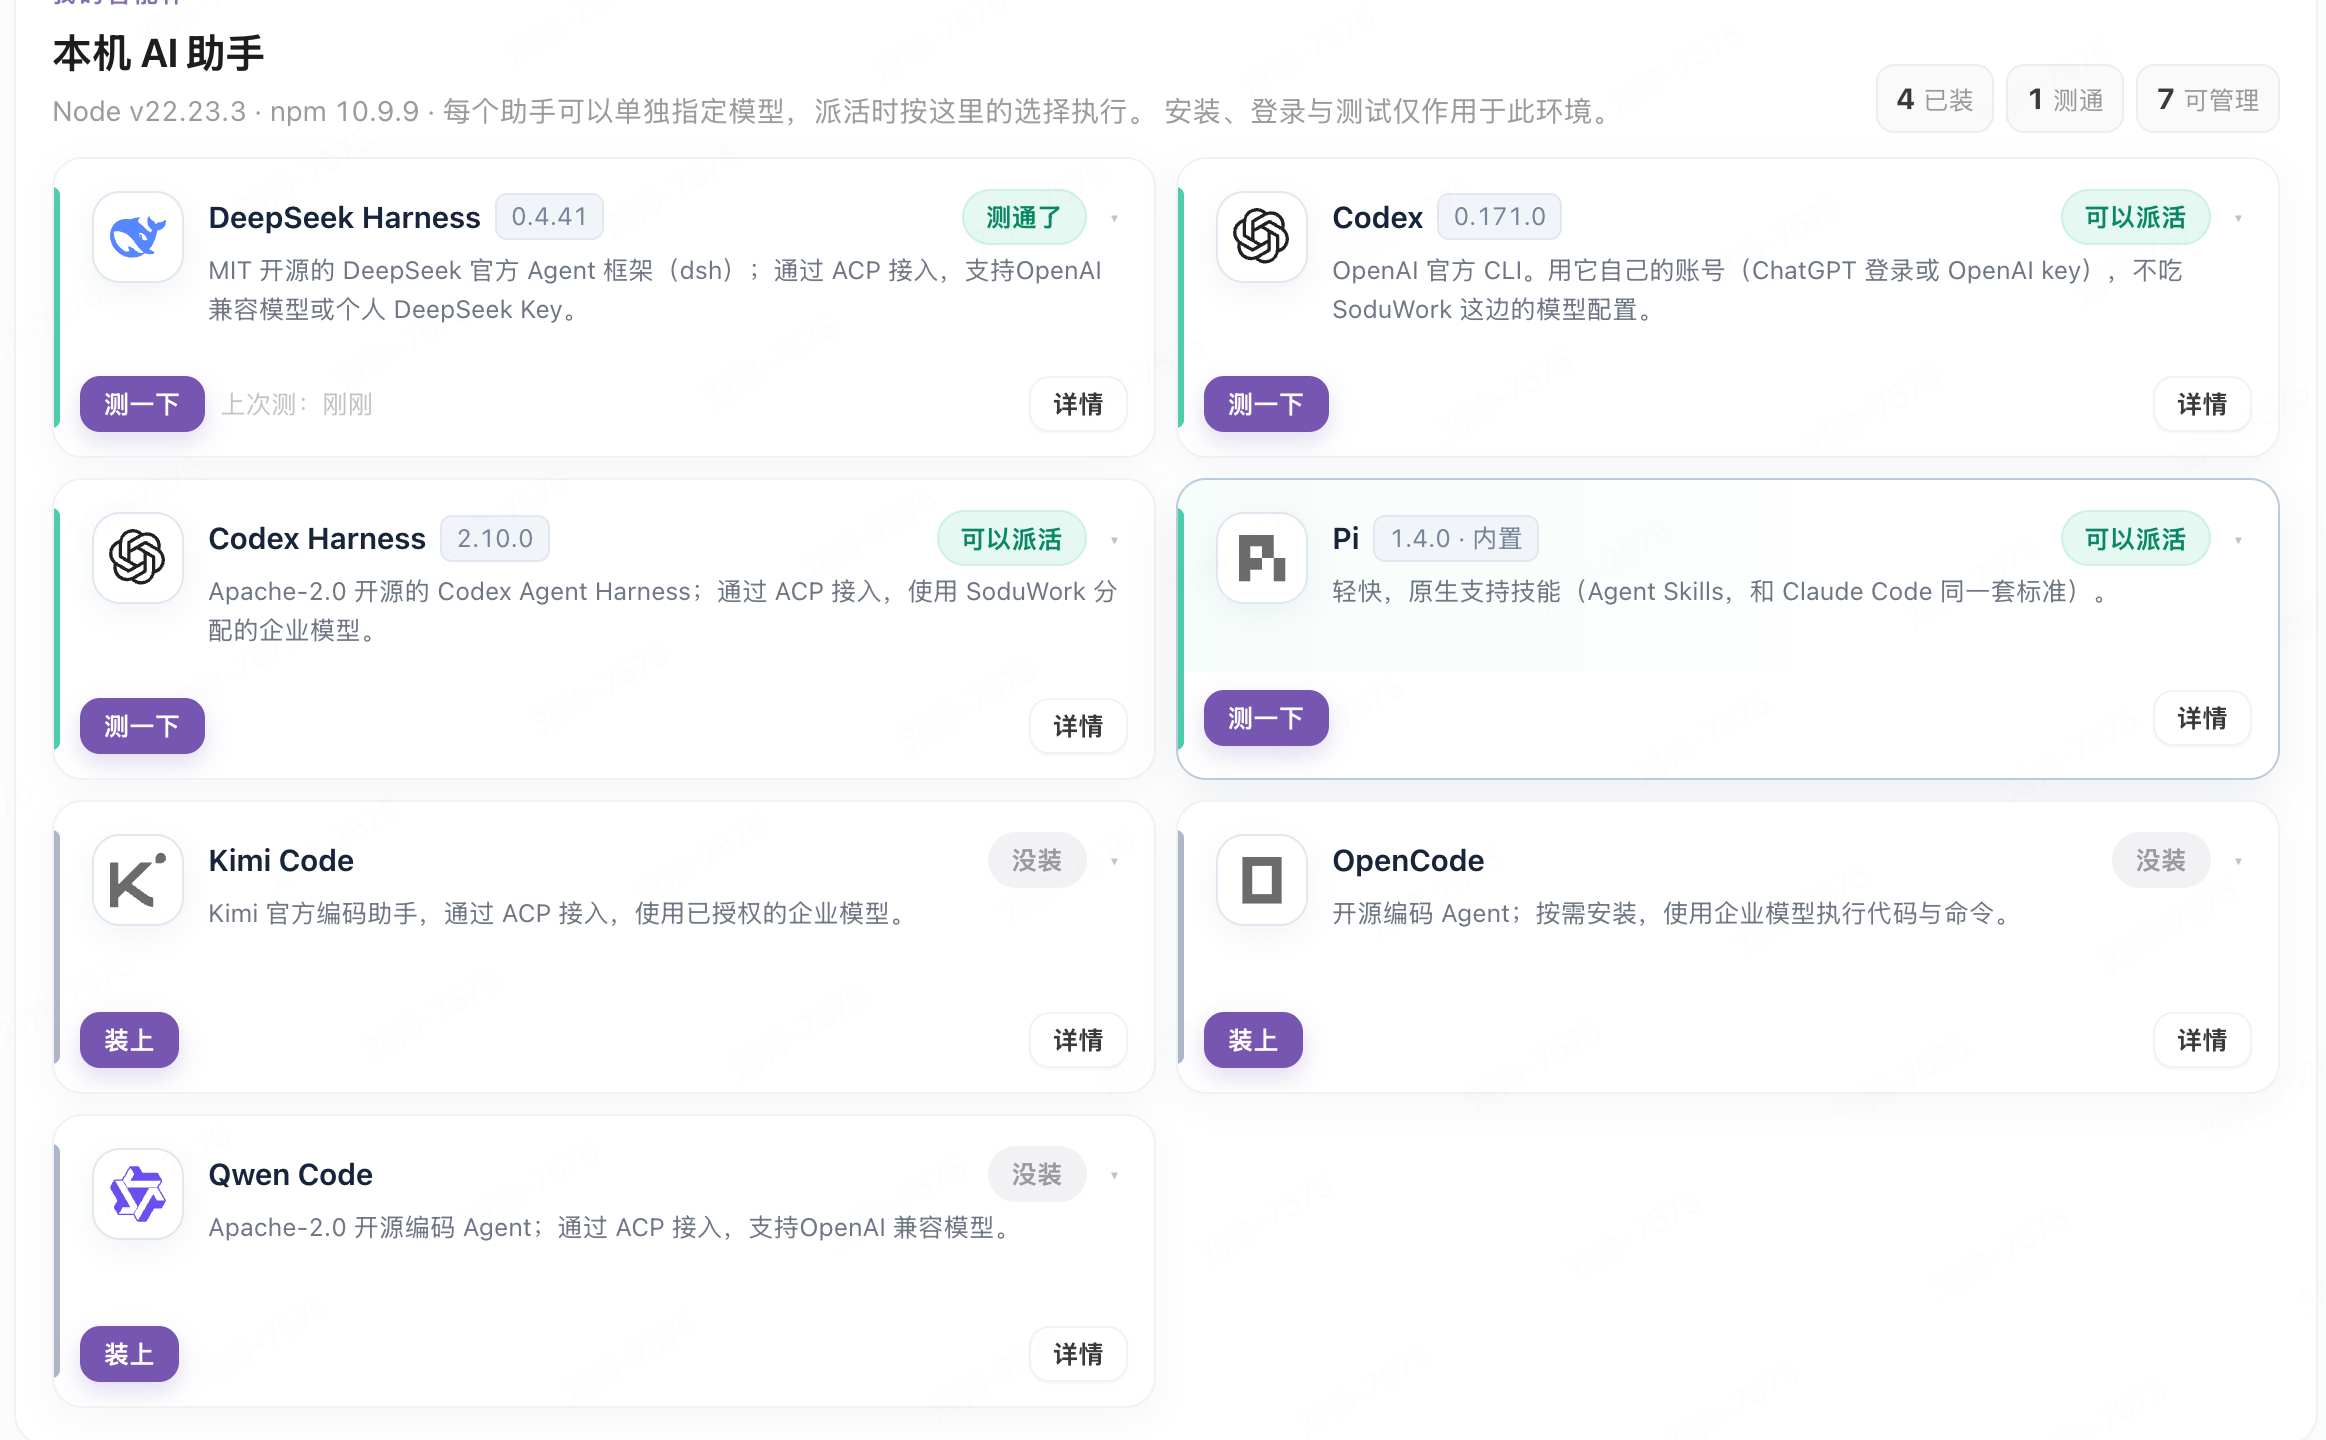 本机 AI 助手
Node v22.23.3 · npm 10.9.9 · 每个助手可以单独指定模型，派活时按这里的选择执行。 安装、登录与测试仅作用于此环境。
4 已装
1 测通
7 可管理
DeepSeek Harness
0.4.41
测通了
MIT 开源的 DeepSeek 官方 Agent 框架（dsh）；通过 ACP 接入，支持OpenAI
兼容模型或个人 DeepSeek Key。
测一下
上次测：刚刚
详情
Codex
0.171.0
可以派活
OpenAI 官方 CLI。用它自己的账号（ChatGPT 登录或 OpenAI key），不吃
SoduWork 这边的模型配置。
测一下
详情
Codex Harness
2.10.0
可以派活
Apache-2.0 开源的 Codex Agent Harness；通过 ACP 接入，使用 SoduWork 分
配的企业模型。
测一下
详情
Pi
1.4.0 · 内置
可以派活
轻快，原生支持技能（Agent Skills，和 Claude Code 同一套标准）。
测一下
详情
Kimi Code
没装
Kimi 官方编码助手，通过 ACP 接入，使用已授权的企业模型。
装上
详情
OpenCode
没装
开源编码 Agent；按需安装，使用企业模型执行代码与命令。
装上
详情
Qwen Code
没装
Apache-2.0 开源编码 Agent；通过 ACP 接入，支持OpenAI 兼容模型。
装上
详情